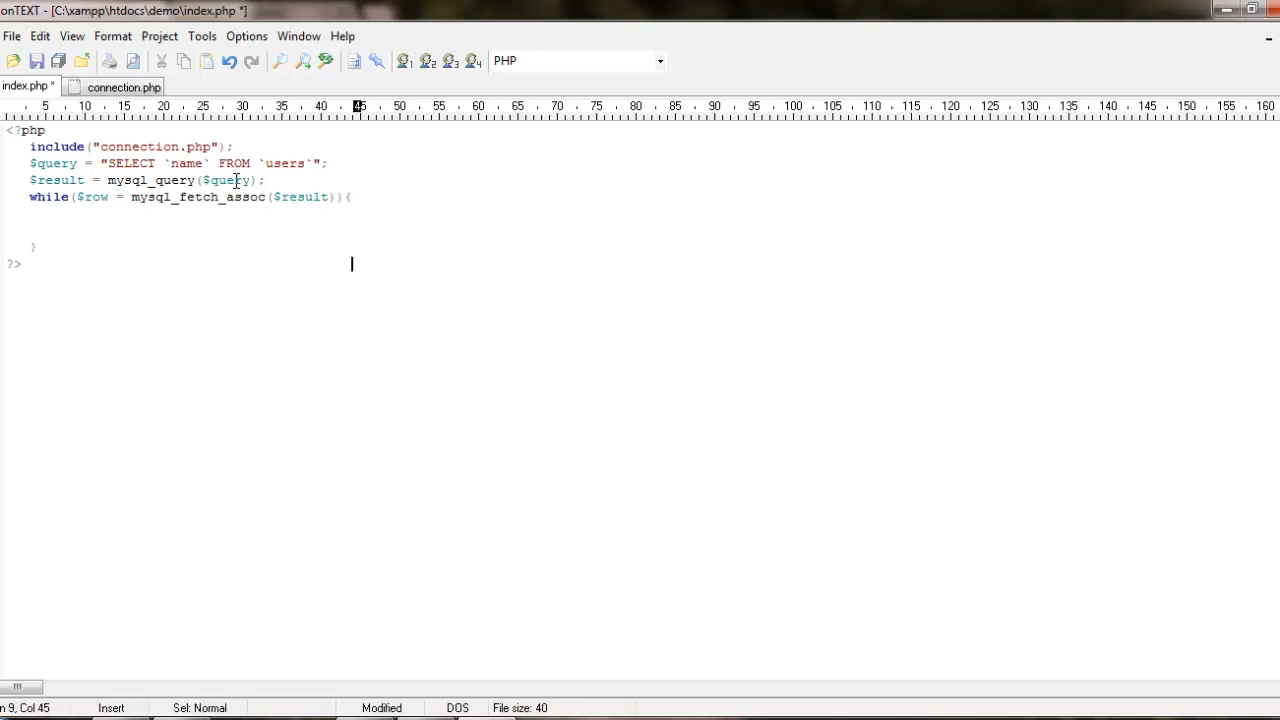 onTEXT - [C:\xampp\htdocs\demo\index.php *]
File Edit View Format Project Tools Options Window Help
1 2 3 4 PHP
index.php * connection.php
5 10 15 20 25 30 35 40 45 50 55 60 65 70 75 80 85 90 95 100 105 110 115 120 125 130 135 140 145 150 155 160
<?php
include("connection.php");
$query = "SELECT `name` FROM `users`";
$result = mysql_query($query);
while($row = mysql_fetch_assoc($result)){
}
?>
n 9, Col 45 Insert Sel: Normal Modified DOS File size: 40